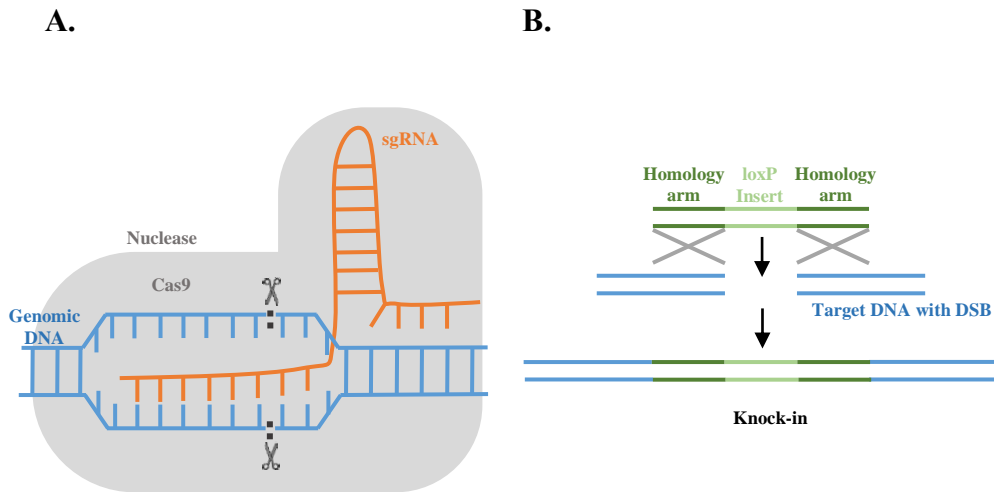 A.
sgRNA
Nuclease
Cas9
Genomic
DNA
B.
Homology
arm
loxP
Insert
Homology
arm
Target DNA with DSB
Knock-in